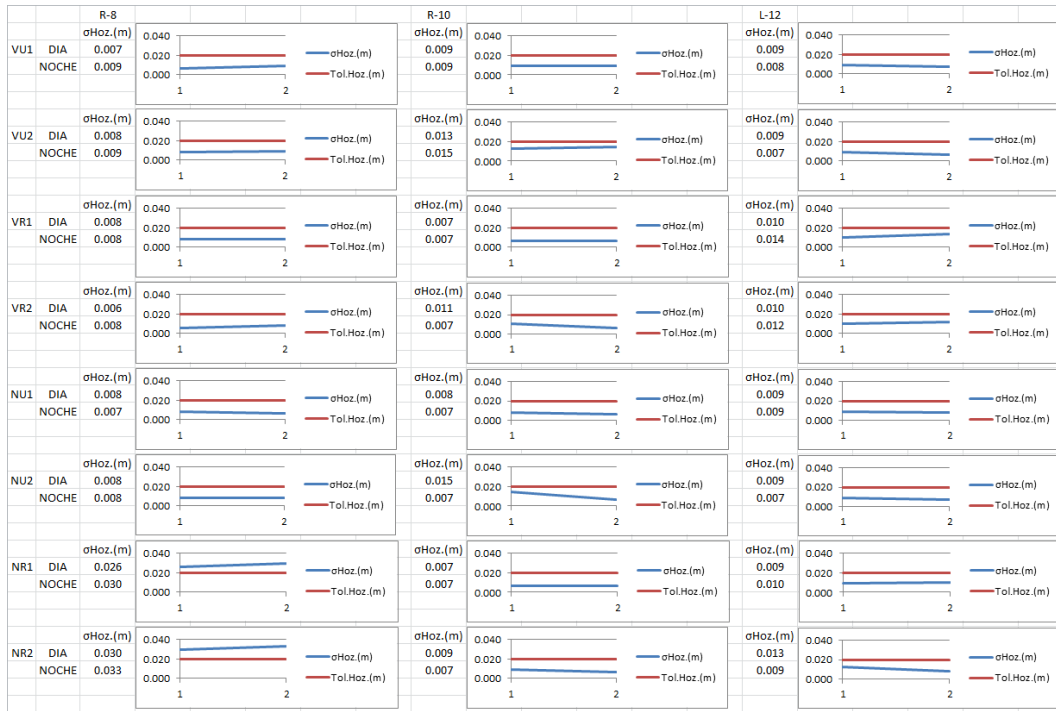 R-8 R-10 L-12
σHoz.(m) σHoz.(m) σHoz.(m)
VU1 DIA 0.007 0.009 0.009
NOCHE 0.009 0.009 0.008
0.040 0.040 0.040
0.020 0.020 0.020
0.000 0.000 0.000
1 2 1 2 1 2
σHoz.(m) σHoz.(m) σHoz.(m)
Tol.Hoz.(m) Tol.Hoz.(m) Tol.Hoz.(m)
σHoz.(m) σHoz.(m) σHoz.(m)
VU2 DIA 0.008 0.013 0.009
NOCHE 0.009 0.015 0.007
0.040 0.040 0.040
0.020 0.020 0.020
0.000 0.000 0.000
1 2 1 2 1 2
σHoz.(m) σHoz.(m) σHoz.(m)
Tol.Hoz.(m) Tol.Hoz.(m) Tol.Hoz.(m)
σHoz.(m) σHoz.(m) σHoz.(m)
VR1 DIA 0.008 0.007 0.010
NOCHE 0.008 0.007 0.014
0.040 0.040 0.040
0.020 0.020 0.020
0.000 0.000 0.000
1 2 1 2 1 2
σHoz.(m) σHoz.(m) σHoz.(m)
Tol.Hoz.(m) Tol.Hoz.(m) Tol.Hoz.(m)
σHoz.(m) σHoz.(m) σHoz.(m)
VR2 DIA 0.006 0.011 0.010
NOCHE 0.008 0.007 0.012
0.040 0.040 0.040
0.020 0.020 0.020
0.000 0.000 0.000
1 2 1 2 1 2
σHoz.(m) σHoz.(m) σHoz.(m)
Tol.Hoz.(m) Tol.Hoz.(m) Tol.Hoz.(m)
σHoz.(m) σHoz.(m) σHoz.(m)
NU1 DIA 0.008 0.008 0.009
NOCHE 0.007 0.007 0.009
0.040 0.040 0.040
0.020 0.020 0.020
0.000 0.000 0.000
1 2 1 2 1 2
σHoz.(m) σHoz.(m) σHoz.(m)
Tol.Hoz.(m) Tol.Hoz.(m) Tol.Hoz.(m)
σHoz.(m) σHoz.(m) σHoz.(m)
NU2 DIA 0.008 0.015 0.009
NOCHE 0.008 0.007 0.007
0.040 0.040 0.040
0.020 0.020 0.020
0.000 0.000 0.000
1 2 1 2 1 2
σHoz.(m) σHoz.(m) σHoz.(m)
Tol.Hoz.(m) Tol.Hoz.(m) Tol.Hoz.(m)
σHoz.(m) σHoz.(m) σHoz.(m)
NR1 DIA 0.026 0.007 0.009
NOCHE 0.030 0.007 0.010
0.040 0.040 0.040
0.020 0.020 0.020
0.000 0.000 0.000
1 2 1 2 1 2
σHoz.(m) σHoz.(m) σHoz.(m)
Tol.Hoz.(m) Tol.Hoz.(m) Tol.Hoz.(m)
σHoz.(m) σHoz.(m) σHoz.(m)
NR2 DIA 0.030 0.009 0.013
NOCHE 0.033 0.007 0.009
0.040 0.040 0.040
0.020 0.020 0.020
0.000 0.000 0.000
1 2 1 2 1 2
σHoz.(m) σHoz.(m) σHoz.(m)
Tol.Hoz.(m) Tol.Hoz.(m) Tol.Hoz.(m)